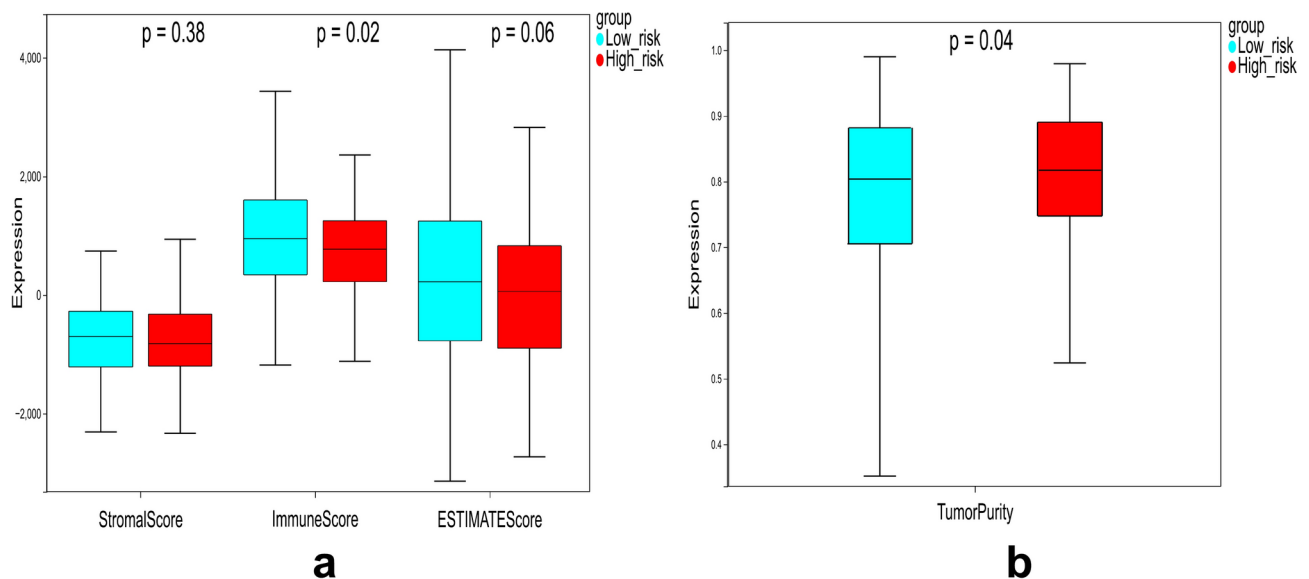 p = 0.38
p = 0.02
p = 0.06
group
Low_risk
High_risk
4,000
2,000
0
−2,000
Expression
StromalScore
ImmuneScore
ESTIMATEScore
a
p = 0.04
group
Low_risk
High_risk
1.0
0.9
0.8
0.7
0.6
0.5
0.4
Expression
TumorPurity
b